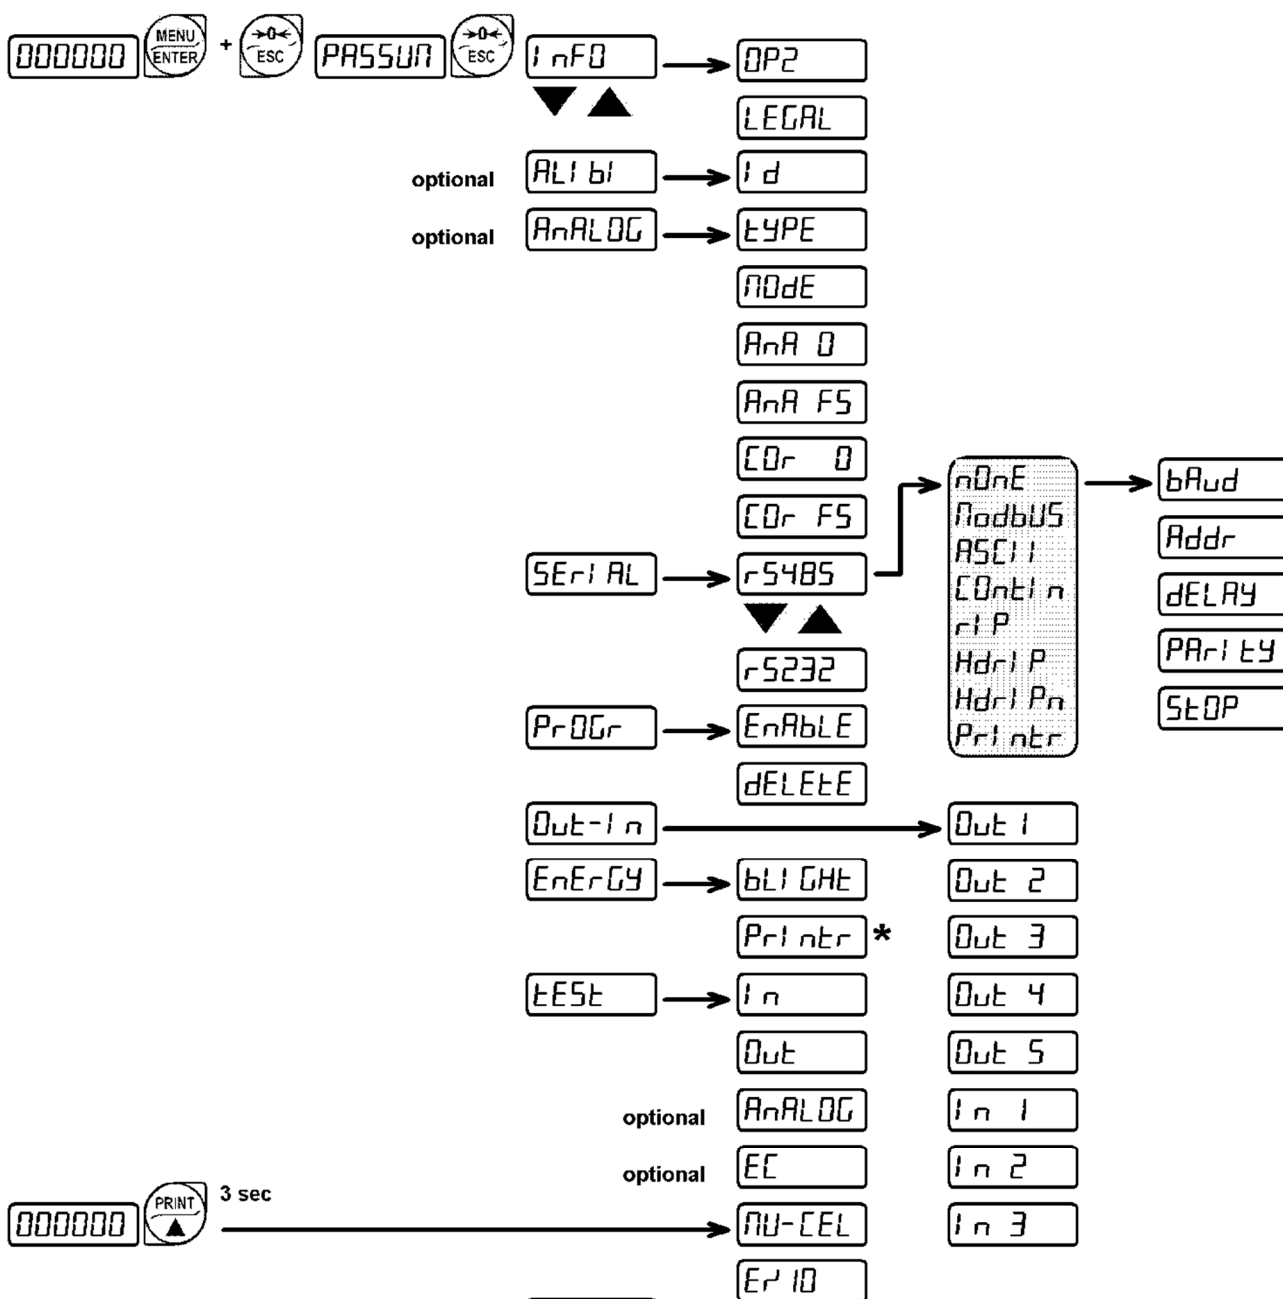 000000 MENU ENTER + →0← ESC PASSUN →0← ESC InFO OP2
LEGAL
optional ALIbI Id
optional AnALOG tYPE
MOdE
AnA 0
AnA FS
COr 0
COr FS
SErIAL rS485
rS232
nOnE
ModbUS
ASCII
COntIn
rIP
HdrIP
HdrIPn
PrIntr
bAud
Addr
dELAY
PArItY
StOP
PrOGr EnAbLE
dELEtE
Out-In Out 1
Out 2
Out 3
Out 4
Out 5
In 1
In 2
In 3
EnErGY bLIGHt
PrIntr *
tESt In
Out
optional AnALOG
optional EC
000000 PRINT 3 sec MU-CEL